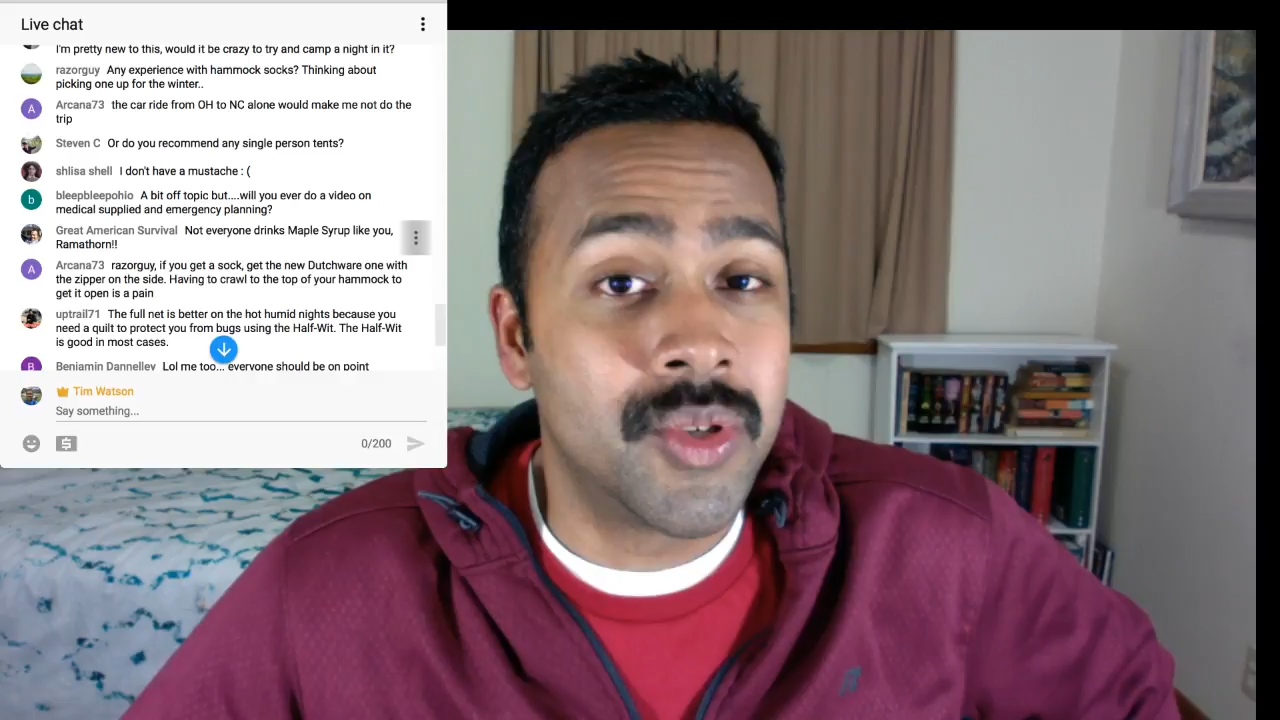 Live chat
I'm pretty new to this, would it be crazy to try and camp a night in it?
razorguy Any experience with hammock socks? Thinking about
picking one up for the winter..
A Arcana73 the car ride from OH to NC alone would make me not do the
trip
Steven C Or do you recommend any single person tents?
shlisa shell I don't have a mustache : (
b bleepbleepohio A bit off topic but....will you ever do a video on
medical supplied and emergency planning?
Great American Survival Not everyone drinks Maple Syrup like you,
Ramathorn!!
A Arcana73 razorguy, if you get a sock, get the new Dutchware one with
the zipper on the side. Having to crawl to the top of your hammock to
get it open is a pain
uptrail71 The full net is better on the hot humid nights because you
need a quilt to protect you from bugs using the Half-Wit. The Half-Wit
is good in most cases.
B Benjamin Dannelley Lol me too... everyone should be on point
Tim Watson
Say something...
0/200